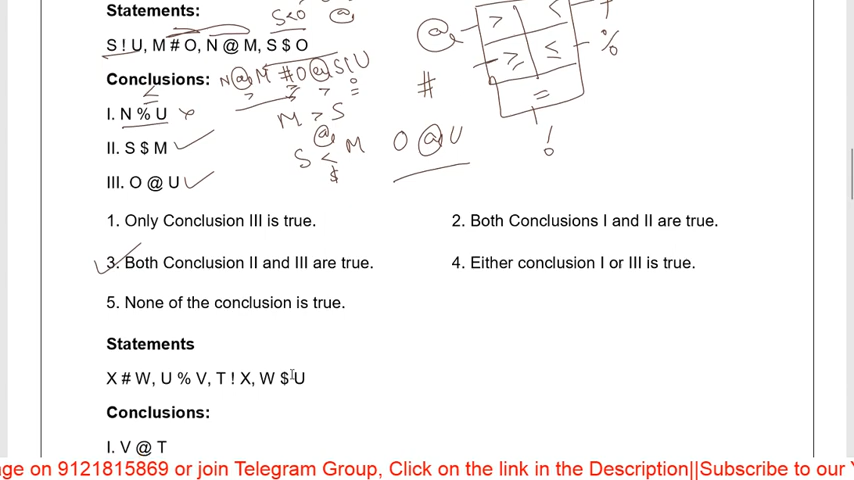 Statements: S<O @
S ! U, M # O, N @ M, S $ O
Conclusions: N@M #O@S!U
I. N % U
M > S
II. S $ M
@
S < M O @ U
$
III. O @ U
> <
@ %
≥ ≤
#
=
!
1. Only Conclusion III is true. 2. Both Conclusions I and II are true.
3. Both Conclusion II and III are true. 4. Either conclusion I or III is true.
5. None of the conclusion is true.
Statements
X # W, U % V, T ! X, W $ U
Conclusions:
I. V @ T
ge on 9121815869 or join Telegram Group, Click on the link in the Description||Subscribe to our Y